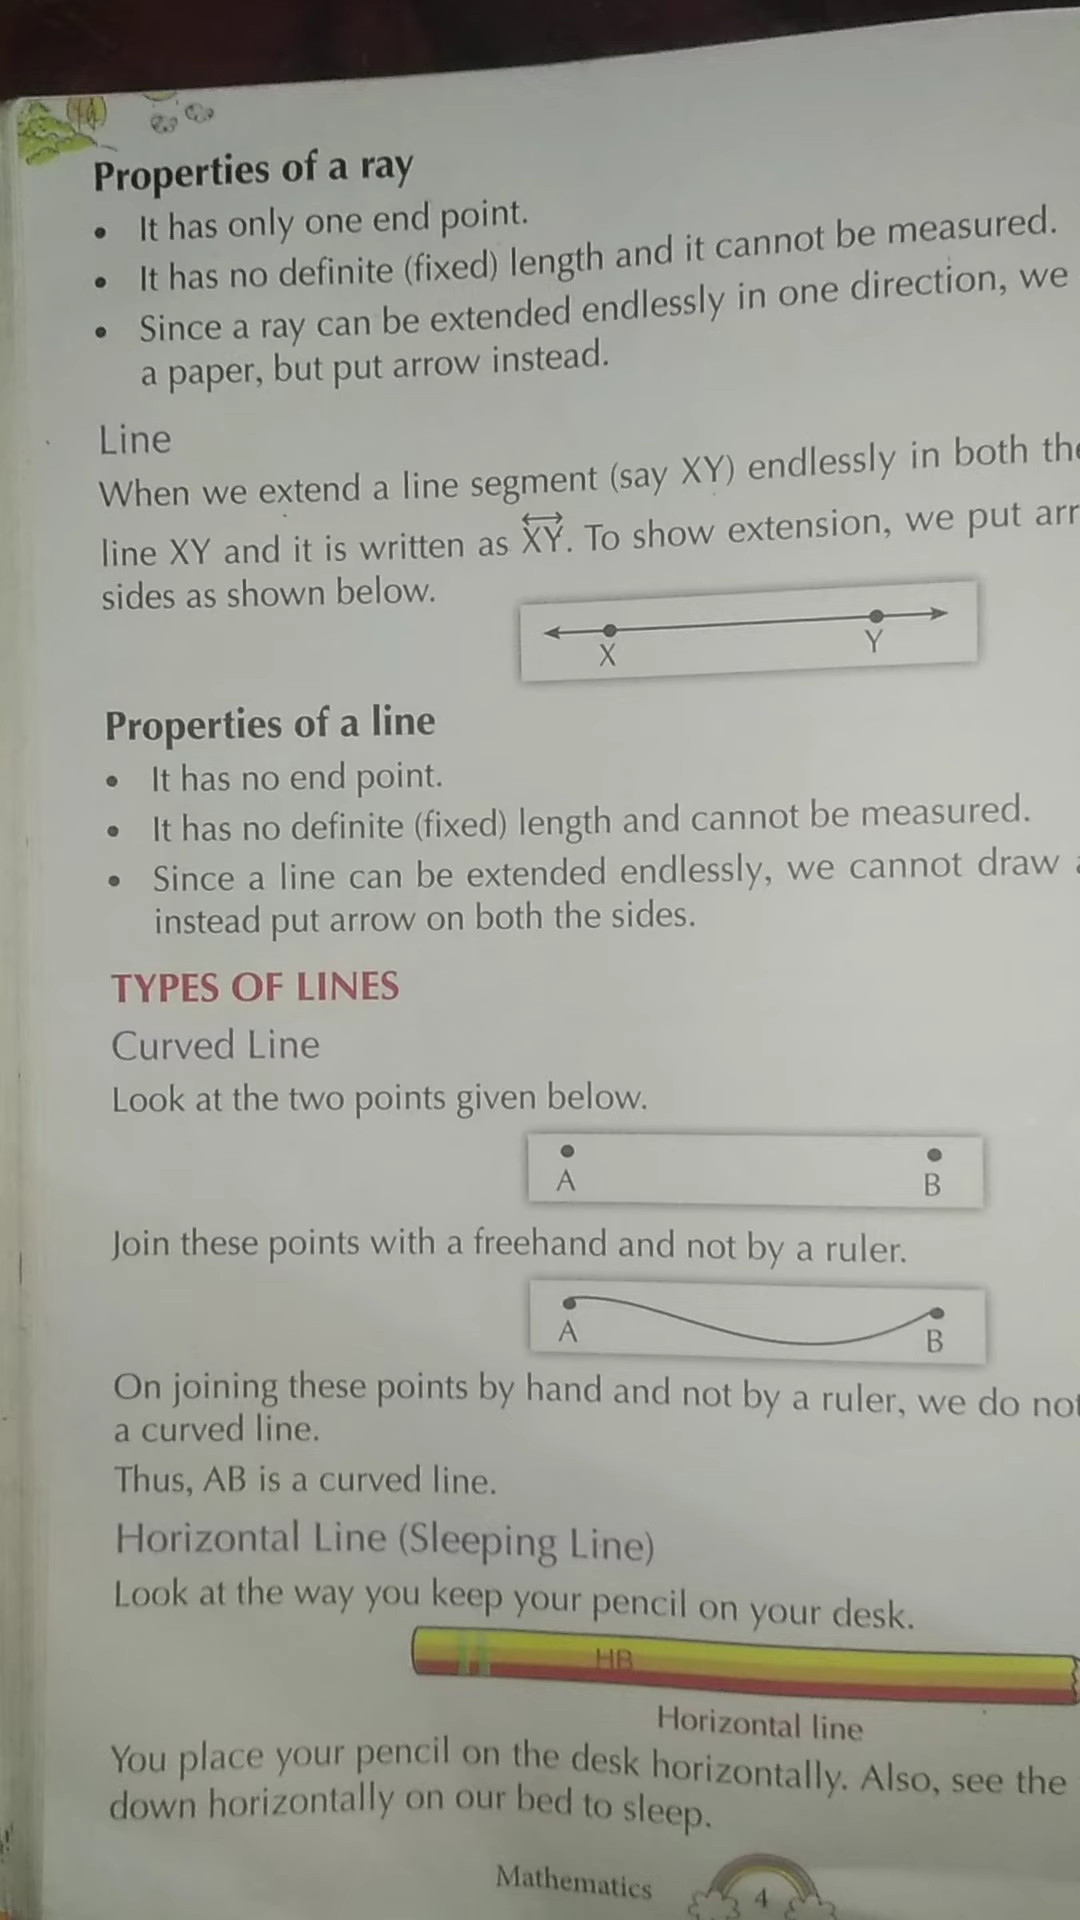 Properties of a ray
• It has only one end point.
• It has no definite (fixed) length and it cannot be measured.
• Since a ray can be extended endlessly in one direction, we
a paper, but put arrow instead.
Line
When we extend a line segment (say XY) endlessly in both
line XY and it is written as XY. To show extension, we put
sides as shown below.
X Y
Properties of a line
• It has no end point.
• It has no definite (fixed) length and cannot be measured.
• Since a line can be extended endlessly, we cannot draw
instead put arrow on both the sides.
TYPES OF LINES
Curved Line
Look at the two points given below.
A B
Join these points with a freehand and not by a ruler.
A B
On joining these points by hand and not by a ruler, we do
a curved line.
Thus, AB is a curved line.
Horizontal Line (Sleeping Line)
Look at the way you keep your pencil on your desk.
HB
Horizontal line
You place your pencil on the desk horizontally. Also, see the
down horizontally on our bed to sleep.
Mathematics 4